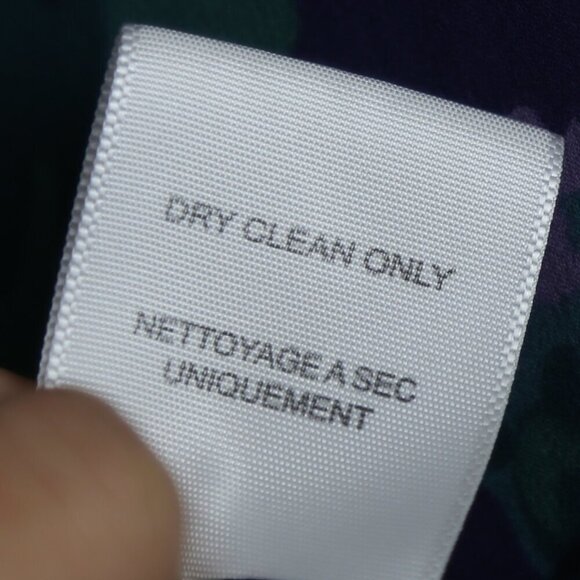 DRY CLEAN ONLY
NETTOYAGE A SEC
UNIQUEMENT